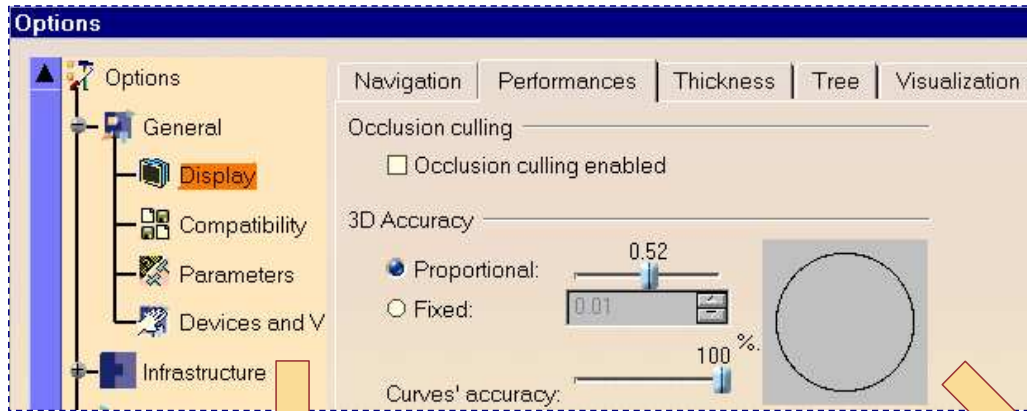 Options
Options
General
Display
Compatibility
Parameters
Devices and V
Infrastructure
Navigation Performances Thickness Tree Visualization
Occlusion culling
Occlusion culling enabled
3D Accuracy
0.52
Proportional:
Fixed: 0.01
100 %.
Curves' accuracy: